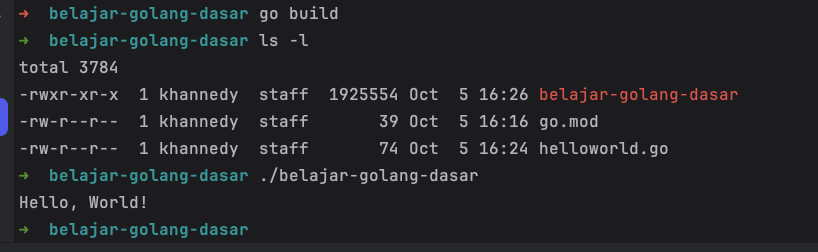 ➜ belajar-golang-dasar go build
➜ belajar-golang-dasar ls -l
total 3784
-rwxr-xr-x 1 khannedy staff 1925554 Oct 5 16:26 belajar-golang-dasar
-rw-r--r-- 1 khannedy staff 39 Oct 5 16:16 go.mod
-rw-r--r-- 1 khannedy staff 74 Oct 5 16:24 helloworld.go
➜ belajar-golang-dasar ./belajar-golang-dasar
Hello, World!
➜ belajar-golang-dasar